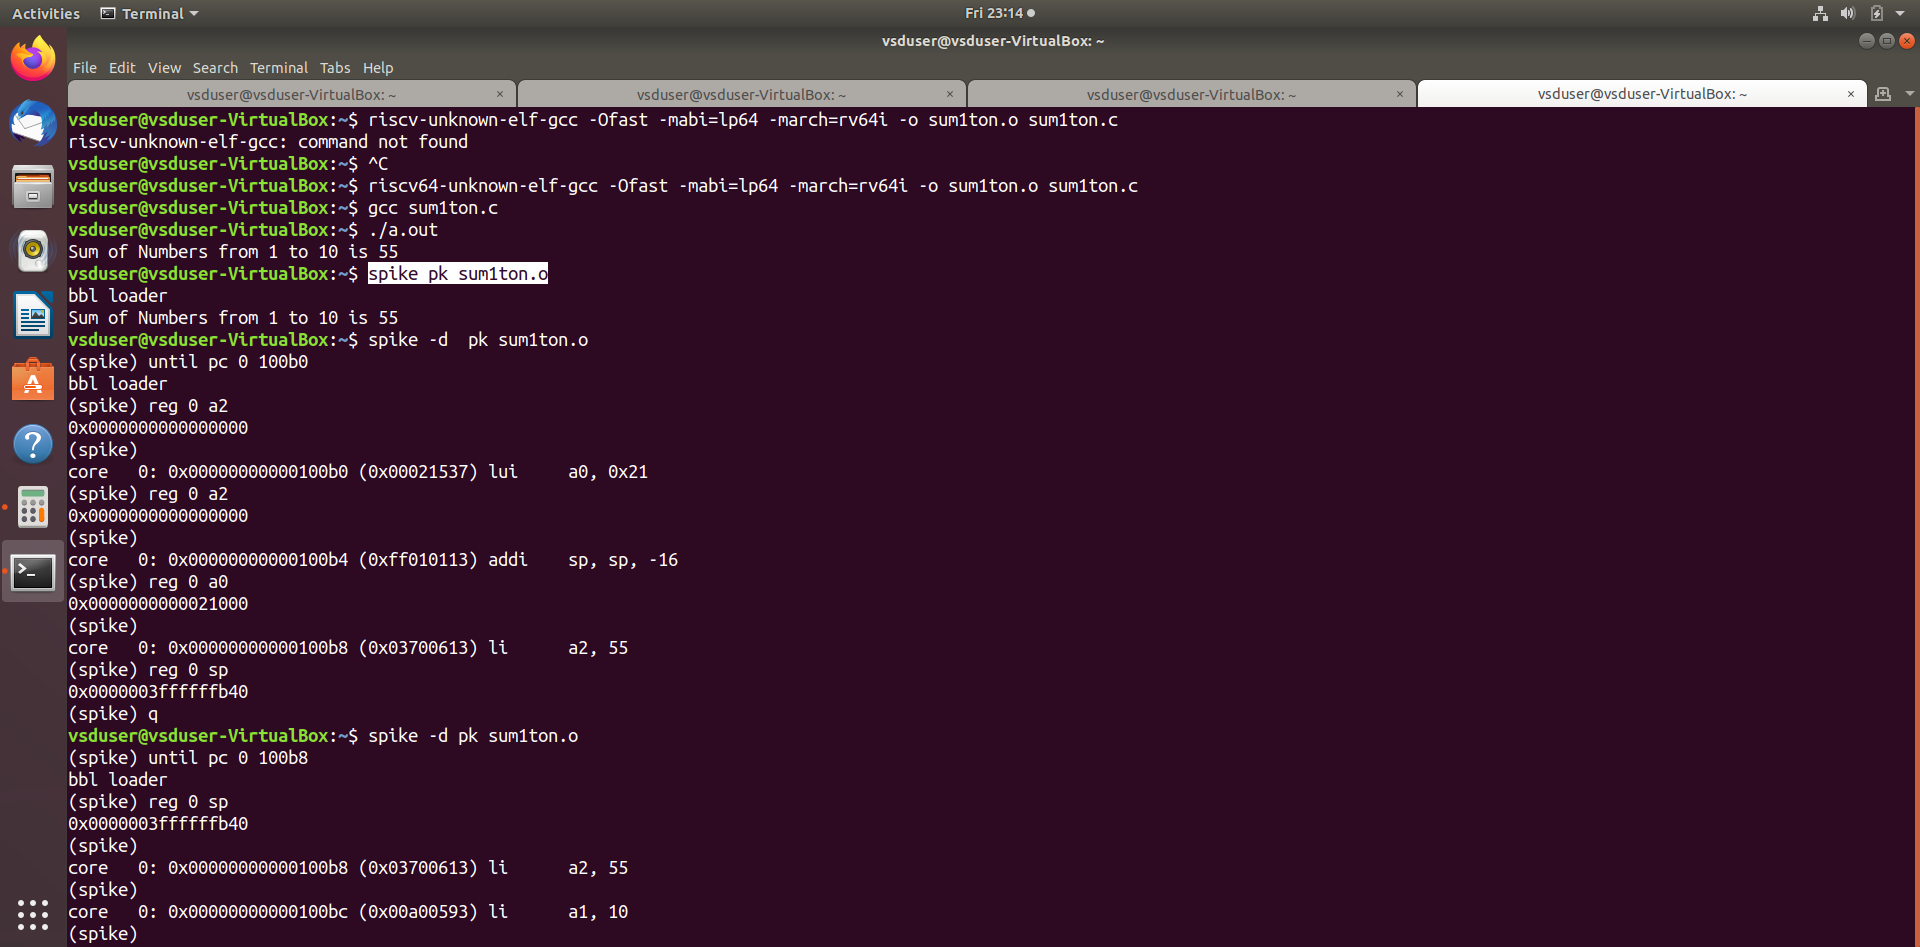 Activities Terminal Fri 23:14
vsduser@vsduser-VirtualBox: ~
File Edit View Search Terminal Tabs Help
vsduser@vsduser-VirtualBox: ~ × vsduser@vsduser-VirtualBox: ~ × vsduser@vsduser-VirtualBox: ~ × vsduser@vsduser-VirtualBox: ~ ×
vsduser@vsduser-VirtualBox:~$ riscv-unknown-elf-gcc -Ofast -mabi=lp64 -march=rv64i -o sum1ton.o sum1ton.c
riscv-unknown-elf-gcc: command not found
vsduser@vsduser-VirtualBox:~$ ^C
vsduser@vsduser-VirtualBox:~$ riscv64-unknown-elf-gcc -Ofast -mabi=lp64 -march=rv64i -o sum1ton.o sum1ton.c
vsduser@vsduser-VirtualBox:~$ gcc sum1ton.c
vsduser@vsduser-VirtualBox:~$ ./a.out
Sum of Numbers from 1 to 10 is 55
vsduser@vsduser-VirtualBox:~$ spike pk sum1ton.o
bbl loader
Sum of Numbers from 1 to 10 is 55
vsduser@vsduser-VirtualBox:~$ spike -d  pk sum1ton.o
(spike) until pc 0 100b0
bbl loader
(spike) reg 0 a2
0x0000000000000000
(spike)
core   0: 0x00000000000100b0 (0x00021537) lui     a0, 0x21
(spike) reg 0 a2
0x0000000000000000
(spike)
core   0: 0x00000000000100b4 (0xff010113) addi    sp, sp, -16
(spike) reg 0 a0
0x0000000000021000
(spike)
core   0: 0x00000000000100b8 (0x03700613) li      a2, 55
(spike) reg 0 sp
0x0000003ffffffb40
(spike) q
vsduser@vsduser-VirtualBox:~$ spike -d pk sum1ton.o
(spike) until pc 0 100b8
bbl loader
(spike) reg 0 sp
0x0000003ffffffb40
(spike)
core   0: 0x00000000000100b8 (0x03700613) li      a2, 55
(spike)
core   0: 0x00000000000100bc (0x00a00593) li      a1, 10
(spike)